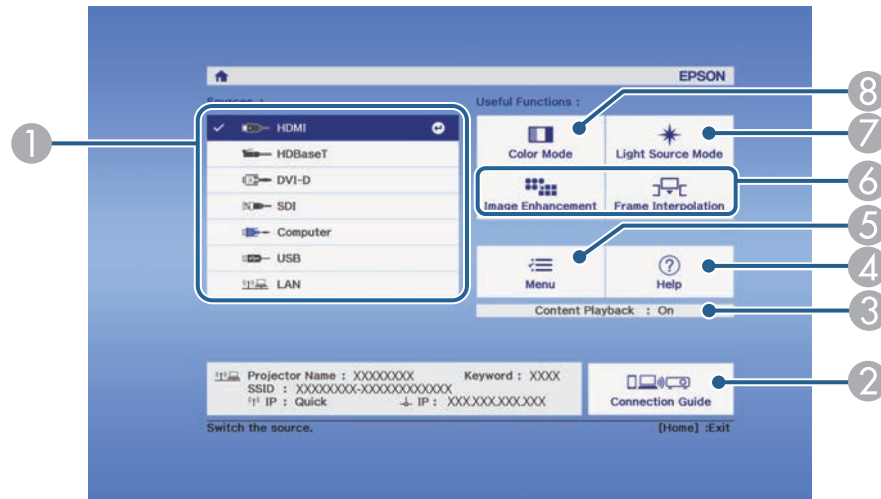 EPSON
Sources :
HDMI
HDBaseT
DVI-D
SDI
Computer
USB
LAN
Useful Functions :
Color Mode
Light Source Mode
Image Enhancement
Frame Interpolation
Menu
Help
Content Playback : On
Projector Name : XXXXXXXX Keyword : XXXX
SSID : XXXXXXXX-XXXXXXXXXXXX
IP : Quick IP : XXX.XXX.XXX.XXX
Connection Guide
Switch the source. [Home] :Exit
1
8
7
6
5
4
3
2